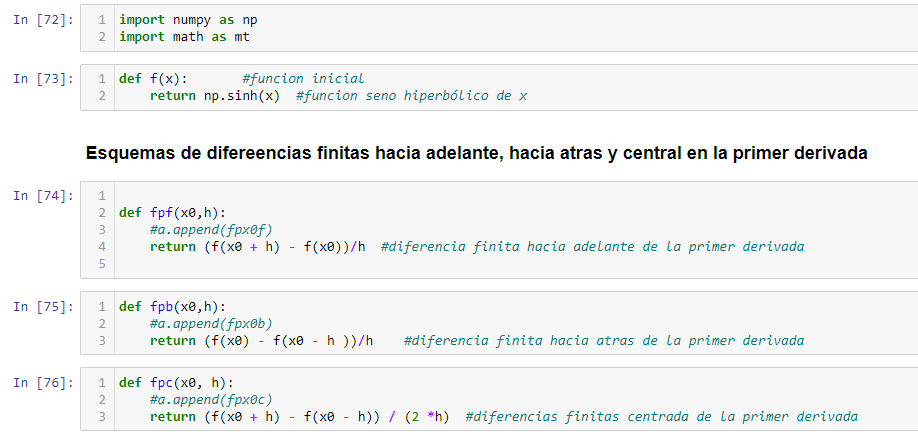 In [72]:
1 import numpy as np
2 import math as mt
In [73]:
1 def f(x):       #funcion inicial
2     return np.sinh(x)  #funcion seno hiperbólico de x
Esquemas de difereencias finitas hacia adelante, hacia atras y central en la primer derivada
In [74]:
1
2 def fpf(x0,h):
3     #a.append(fpx0f)
4     return (f(x0 + h) - f(x0))/h  #diferencia finita hacia adelante de la primer derivada
5
In [75]:
1 def fpb(x0,h):
2     #a.append(fpx0b)
3     return (f(x0) - f(x0 - h ))/h    #diferencia finita hacia atras de la primer derivada
In [76]:
1 def fpc(x0, h):
2     #a.append(fpx0c)
3     return (f(x0 + h) - f(x0 - h)) / (2 *h)  #diferencias finitas centrada de la primer derivada